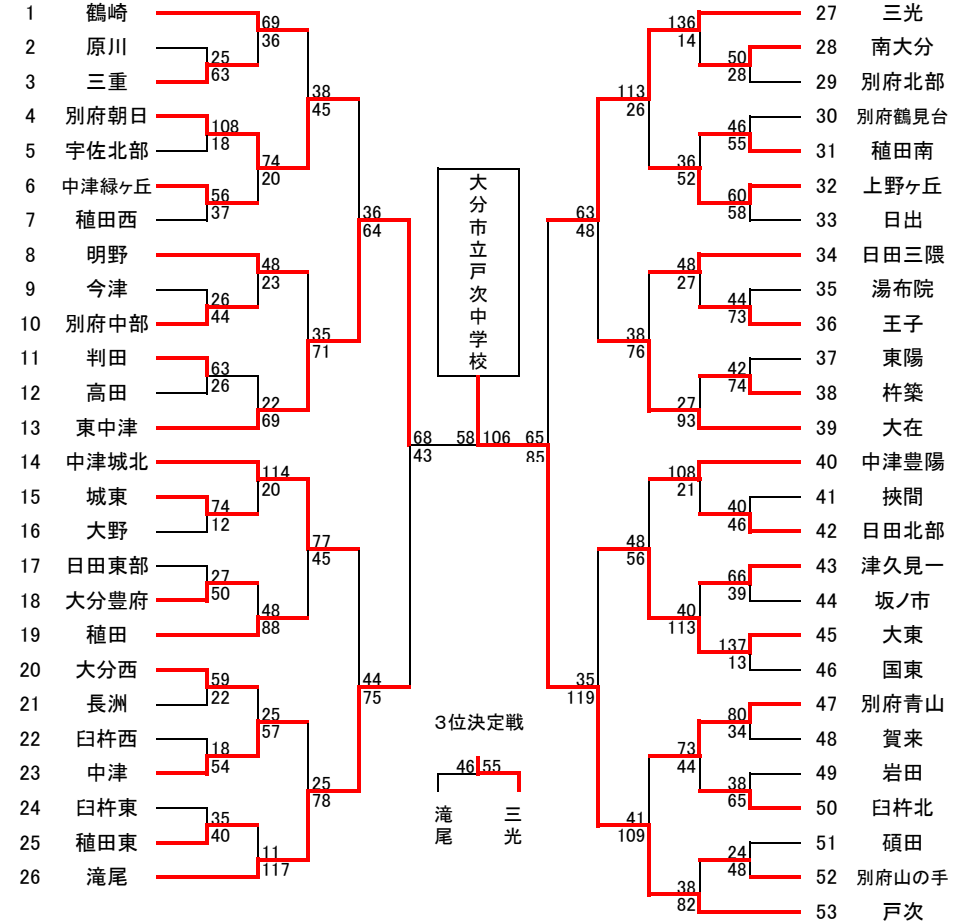 1 鶴崎
2 原川
3 三重
4 別府朝日
5 宇佐北部
6 中津緑ヶ丘
7 稙田西
8 明野
9 今津
10 別府中部
11 判田
12 高田
13 東中津
14 中津城北
15 城東
16 大野
17 日田東部
18 大分豊府
19 稙田
20 大分西
21 長洲
22 臼杵西
23 中津
24 臼杵東
25 稙田東
26 滝尾
25
63
108
18
56
37
26
44
63
26
74
12
27
50
59
22
18
54
35
40
69
36
74
20
48
23
22
69
114
20
48
88
25
57
11
117
38
45
35
71
77
45
25
78
36
64
44
75
68
43
大分市立戸次中学校
58 106
3位決定戦
46 55
滝尾
三光
65
85
63
48
35
119
113
26
38
76
48
56
41
109
136
14
36
52
48
27
27
93
108
21
40
113
73
44
38
82
50
28
46
55
60
58
44
73
42
74
40
46
66
39
137
13
80
34
38
65
24
48
27 三光
28 南大分
29 別府北部
30 別府鶴見台
31 稙田南
32 上野ヶ丘
33 日出
34 日田三隈
35 湯布院
36 王子
37 東陽
38 杵築
39 大在
40 中津豊陽
41 挾間
42 日田北部
43 津久見一
44 坂ノ市
45 大東
46 国東
47 別府青山
48 賀来
49 岩田
50 臼杵北
51 碩田
52 別府山の手
53 戸次